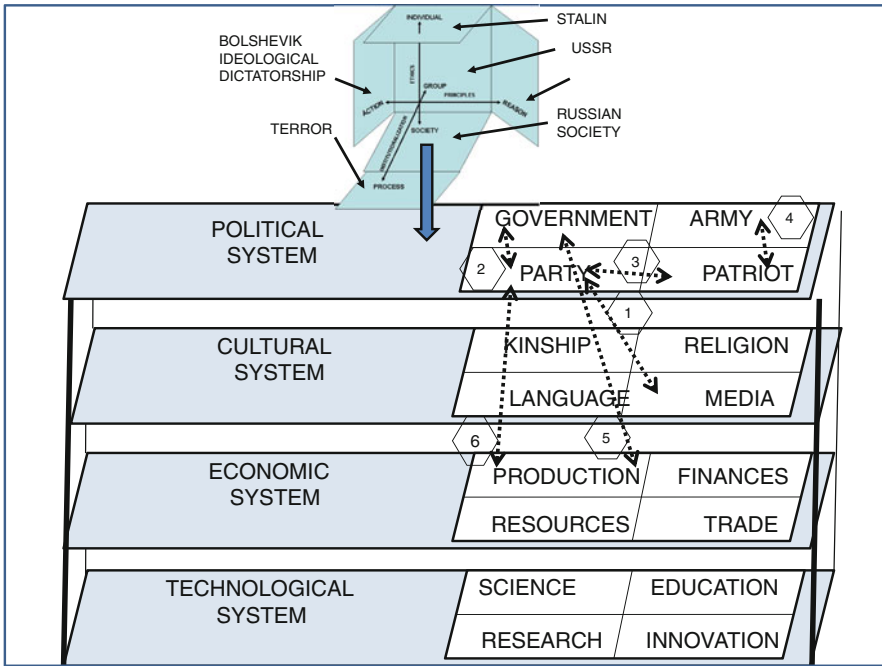 INDIVIDUAL
STALIN
BOLSHEVIK
IDEOLOGICAL
DICTATORSHIP
USSR
ETHICS
GROUP
PRINCIPLES
ACTION
REASON
RUSSIAN
SOCIETY
TERROR
SOCIETY
INSTITUTIONALIZATION
PROCESS
POLITICAL
SYSTEM
GOVERNMENT
ARMY
4
2
PARTY
3
PATRIOT
1
CULTURAL
SYSTEM
KINSHIP
RELIGION
LANGUAGE
MEDIA
6
5
ECONOMIC
SYSTEM
PRODUCTION
FINANCES
RESOURCES
TRADE
TECHNOLOGICAL
SYSTEM
SCIENCE
EDUCATION
RESEARCH
INNOVATION